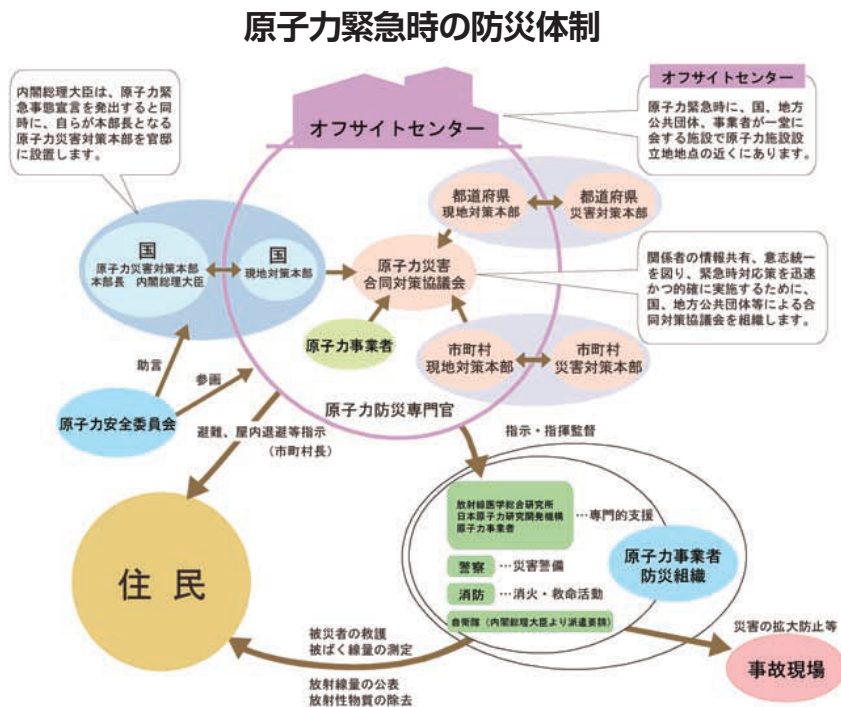 原子力緊急時の防災体制
内閣総理大臣は、原子力緊
急事態宣言を発出すると同
時に、自らが本部長となる
原子力災害対策本部を官邸
に設置します。
オフサイトセンター
オフサイトセンター
原子力緊急時に、国、地方
公共団体、事業者が一堂に
会する施設で原子力施設設
立地地点の近くにあります。
都道府県
現地対策本部
都道府県
災害対策本部
国
原子力災害対策本部
本部長　内閣総理大臣
国
現地対策本部
原子力災害
合同対策協議会
関係者の情報共有、意志統一
を図り、緊急時対応策を迅速
かつ的確に実施するために、
国、地方公共団体等による合
同対策協議会を組織します。
原子力事業者
市町村
現地対策本部
市町村
災害対策本部
助言
参画
原子力安全委員会
原子力防災専門官
避難、屋内退避等指示
（市町村長）
指示・指揮監督
放射線医学総合研究所
日本原子力研究開発機構
原子力事業者
…専門的支援
警察
…災害警備
消防
…消火・救命活動
自衛隊（内閣総理大臣より派遣要請）
原子力事業者
防災組織
住民
被災者の救護
被ばく線量の測定
放射線量の公表
放射性物質の除去
災害の拡大防止等
事故現場